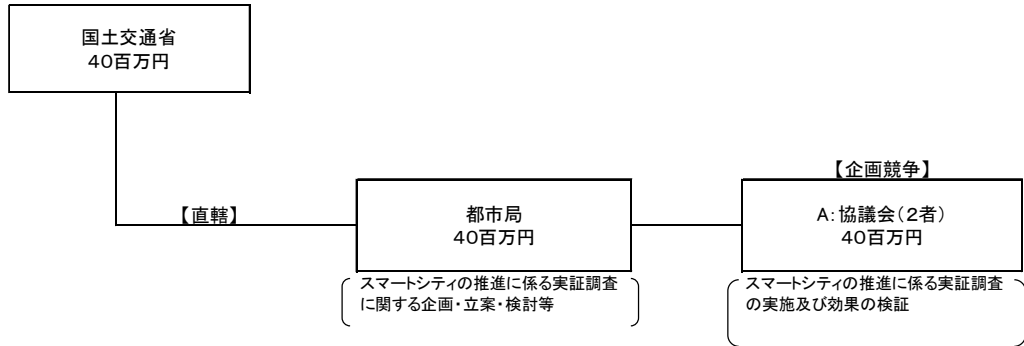 国土交通省
40百万円
【直轄】
都市局
40百万円
スマートシティの推進に係る実証調査
に関する企画・立案・検討等
【企画競争】
A:協議会(2者)
40百万円
スマートシティの推進に係る実証調査
の実施及び効果の検証